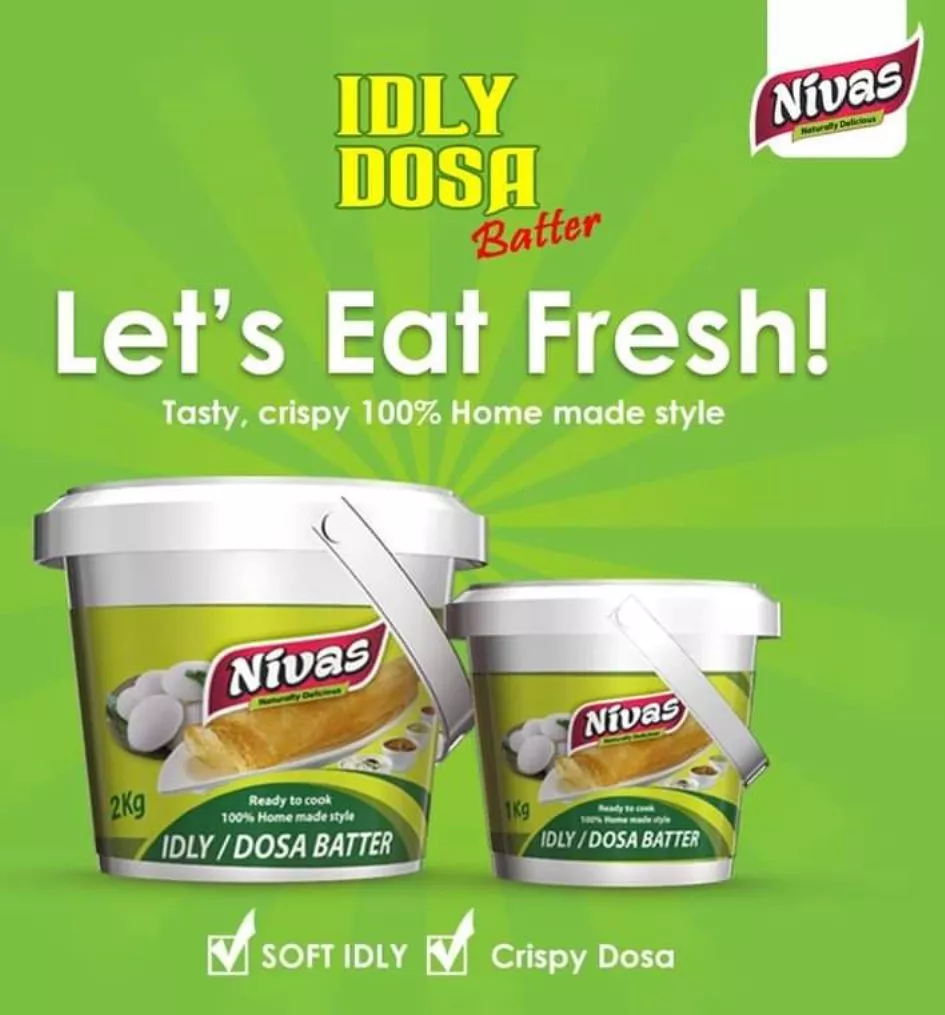 Nivas
Naturally Delicious
IDLY
DOSA
Batter
Let's Eat Fresh!
Tasty, crispy 100% Home made style
Nivas
Naturally Delicious
2Kg
Ready to cook
100% Home made style
IDLY / DOSA BATTER
Nivas
Naturally Delicious
1Kg
Ready to cook
100% Home made style
IDLY / DOSA BATTER
SOFT IDLY
Crispy Dosa